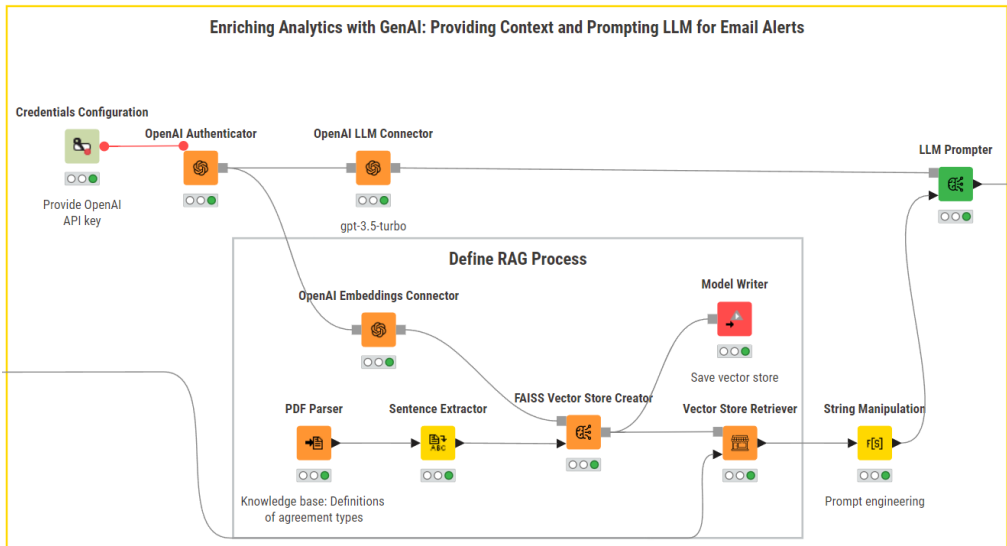 Enriching Analytics with GenAI: Providing Context and Prompting LLM for Email Alerts
Credentials Configuration
OpenAI Authenticator
OpenAI LLM Connector
LLM Prompter
Provide OpenAI
API key
gpt-3.5-turbo
Define RAG Process
OpenAI Embeddings Connector
Model Writer
Save vector store
PDF Parser
Sentence Extractor
FAISS Vector Store Creator
Vector Store Retriever
String Manipulation
ABC
F[S]
Knowledge base: Definitions
of agreement types
Prompt engineering